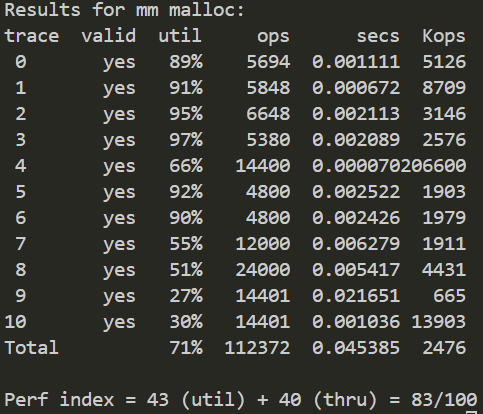 Results for mm malloc:
trace valid util ops secs Kops
0 yes 89% 5694 0.001111 5126
1 yes 91% 5848 0.000672 8709
2 yes 95% 6648 0.002113 3146
3 yes 97% 5380 0.002089 2576
4 yes 66% 14400 0.000070206600
5 yes 92% 4800 0.002522 1903
6 yes 90% 4800 0.002426 1979
7 yes 55% 12000 0.006279 1911
8 yes 51% 24000 0.005417 4431
9 yes 27% 14401 0.021651 665
10 yes 30% 14401 0.001036 13903
Total 71% 112372 0.045385 2476
Perf index = 43 (util) + 40 (thru) = 83/100